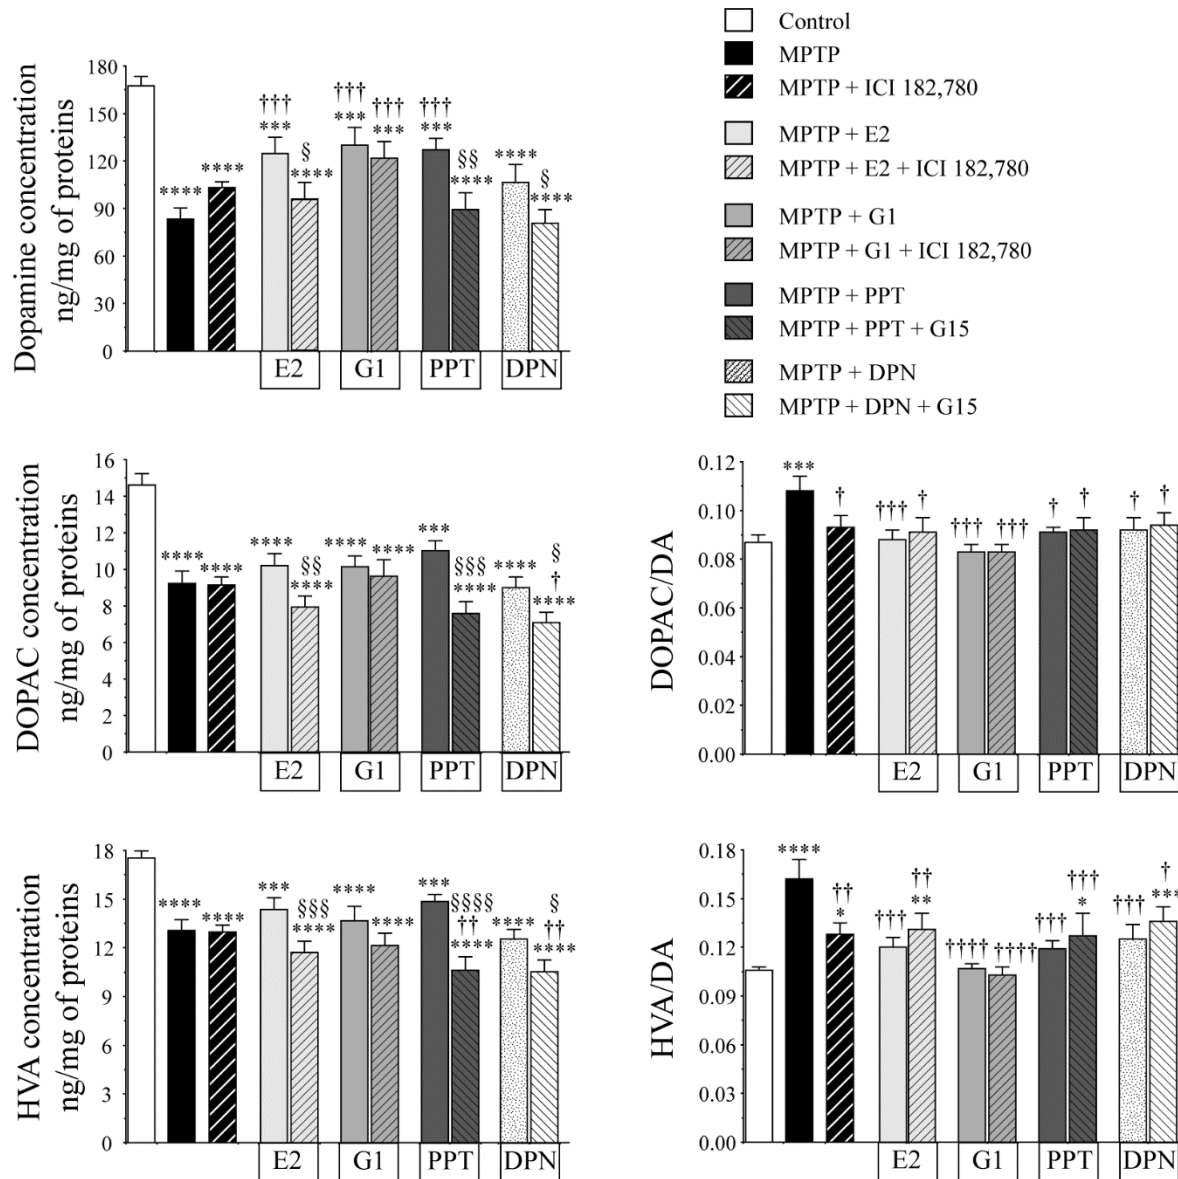 Control
MPTP
MPTP + ICI 182,780
MPTP + E2
MPTP + E2 + ICI 182,780
MPTP + G1
MPTP + G1 + ICI 182,780
MPTP + PPT
MPTP + PPT + G15
MPTP + DPN
MPTP + DPN + G15
Dopamine concentration
ng/mg of proteins
180
150
120
90
60
30
0
**** **** ††† *** § **** ††† *** ††† *** ††† *** §§ **** **** § ****
E2 G1 PPT DPN
DOPAC concentration
ng/mg of proteins
16
14
12
10
8
6
4
2
0
**** **** **** §§ **** **** **** *** §§§ **** **** § † ****
E2 G1 PPT DPN
DOPAC/DA
0.12
0.10
0.08
0.06
0.04
0.02
0.00
*** † ††† † ††† ††† † † † †
E2 G1 PPT DPN
HVA concentration
ng/mg of proteins
18
15
12
9
6
3
0
**** **** *** §§§ **** **** **** *** §§§§ †† **** **** § †† ****
E2 G1 PPT DPN
HVA/DA
0.18
0.15
0.12
0.09
0.06
0.03
0.00
**** †† * ††† †† ** †††† †††† ††† ††† * ††† † ***
E2 G1 PPT DPN